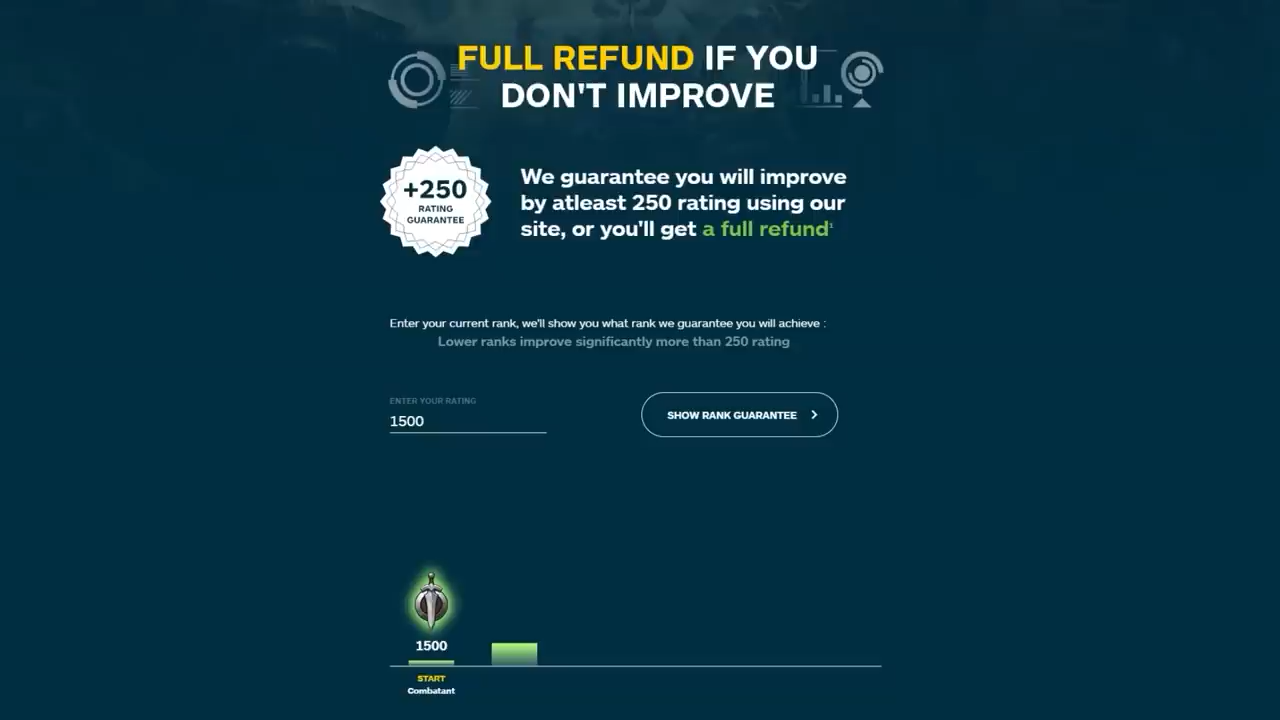 FULL REFUND IF YOU
DON'T IMPROVE
+250
RATING
GUARANTEE
We guarantee you will improve
by atleast 250 rating using our
site, or you'll get a full refund¹
Enter your current rank, we'll show you what rank we guarantee you will achieve :
Lower ranks improve significantly more than 250 rating
ENTER YOUR RATING
1500
SHOW RANK GUARANTEE
1500
START
Combatant